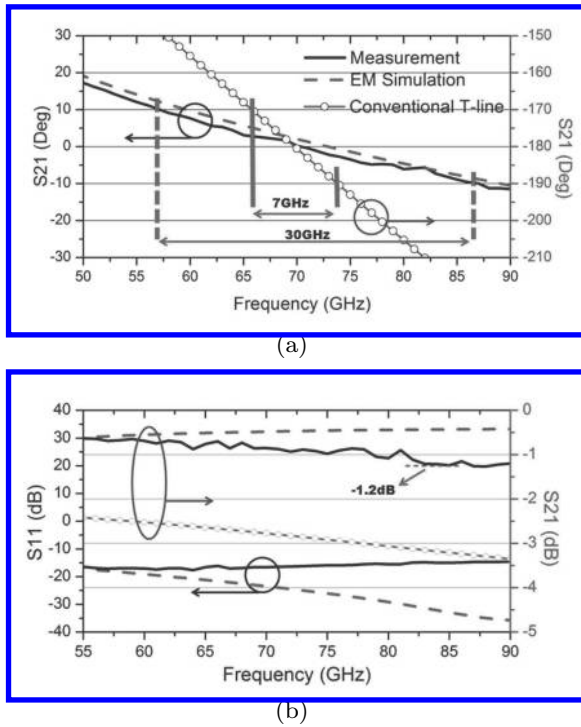 30
20
10
0
-10
-20
-30
S21 (Deg)
-150
-160
-170
-180
-190
-200
-210
S21 (Deg)
Measurement
EM Simulation
Conventional T-line
7GHz
30GHz
50 55 60 65 70 75 80 85 90
Frequency (GHz)
(a)
40
30
20
10
0
-10
-20
-30
-40
S11 (dB)
0
-1
-2
-3
-4
-5
S21 (dB)
-1.2dB
55 60 65 70 75 80 85 90
Frequency (GHz)
(b)